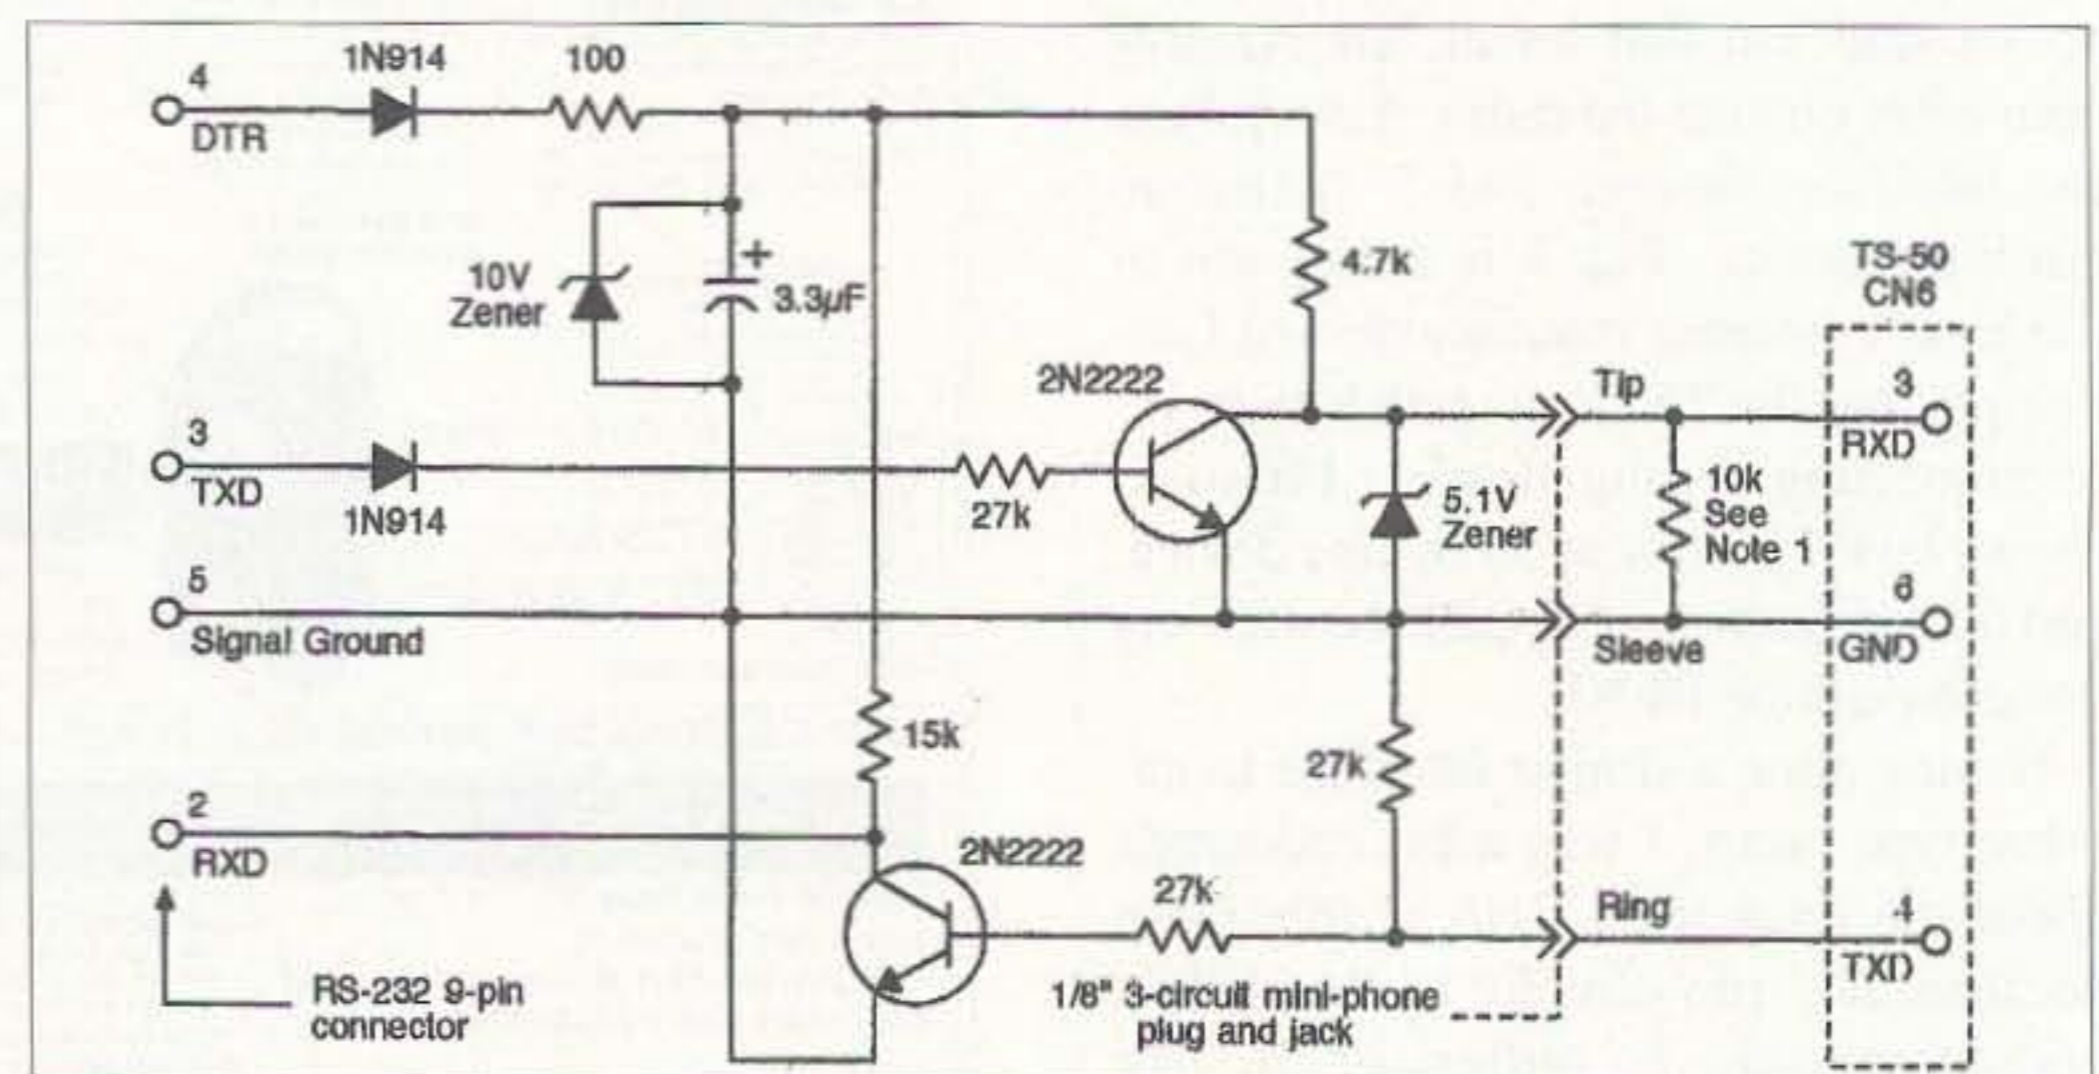 4
DTR
1N914
100
10V
Zener
+
3.3µF
4.7k
TS-50
CN6
3
TXD
1N914
27k
2N2222
5.1V
Zener
Tip
10k
See
Note 1
3
RXD
5
Signal Ground
Sleeve
6
GND
15k
27k
2
RXD
2N2222
27k
Ring
4
TXD
RS-232 9-pin
connector
1/8" 3-circuit mini-phone
plug and jack